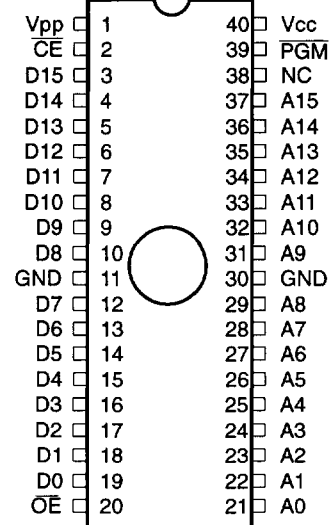 Vpp 1 40 Vcc
CE 2 39 PGM
D15 3 38 NC
D14 4 37 A15
D13 5 36 A14
D12 6 35 A13
D11 7 34 A12
D10 8 33 A11
D9 9 32 A10
D8 10 31 A9
GND 11 30 GND
D7 12 29 A8
D6 13 28 A7
D5 14 27 A6
D4 15 26 A5
D3 16 25 A4
D2 17 24 A3
D1 18 23 A2
D0 19 22 A1
OE 20 21 A0